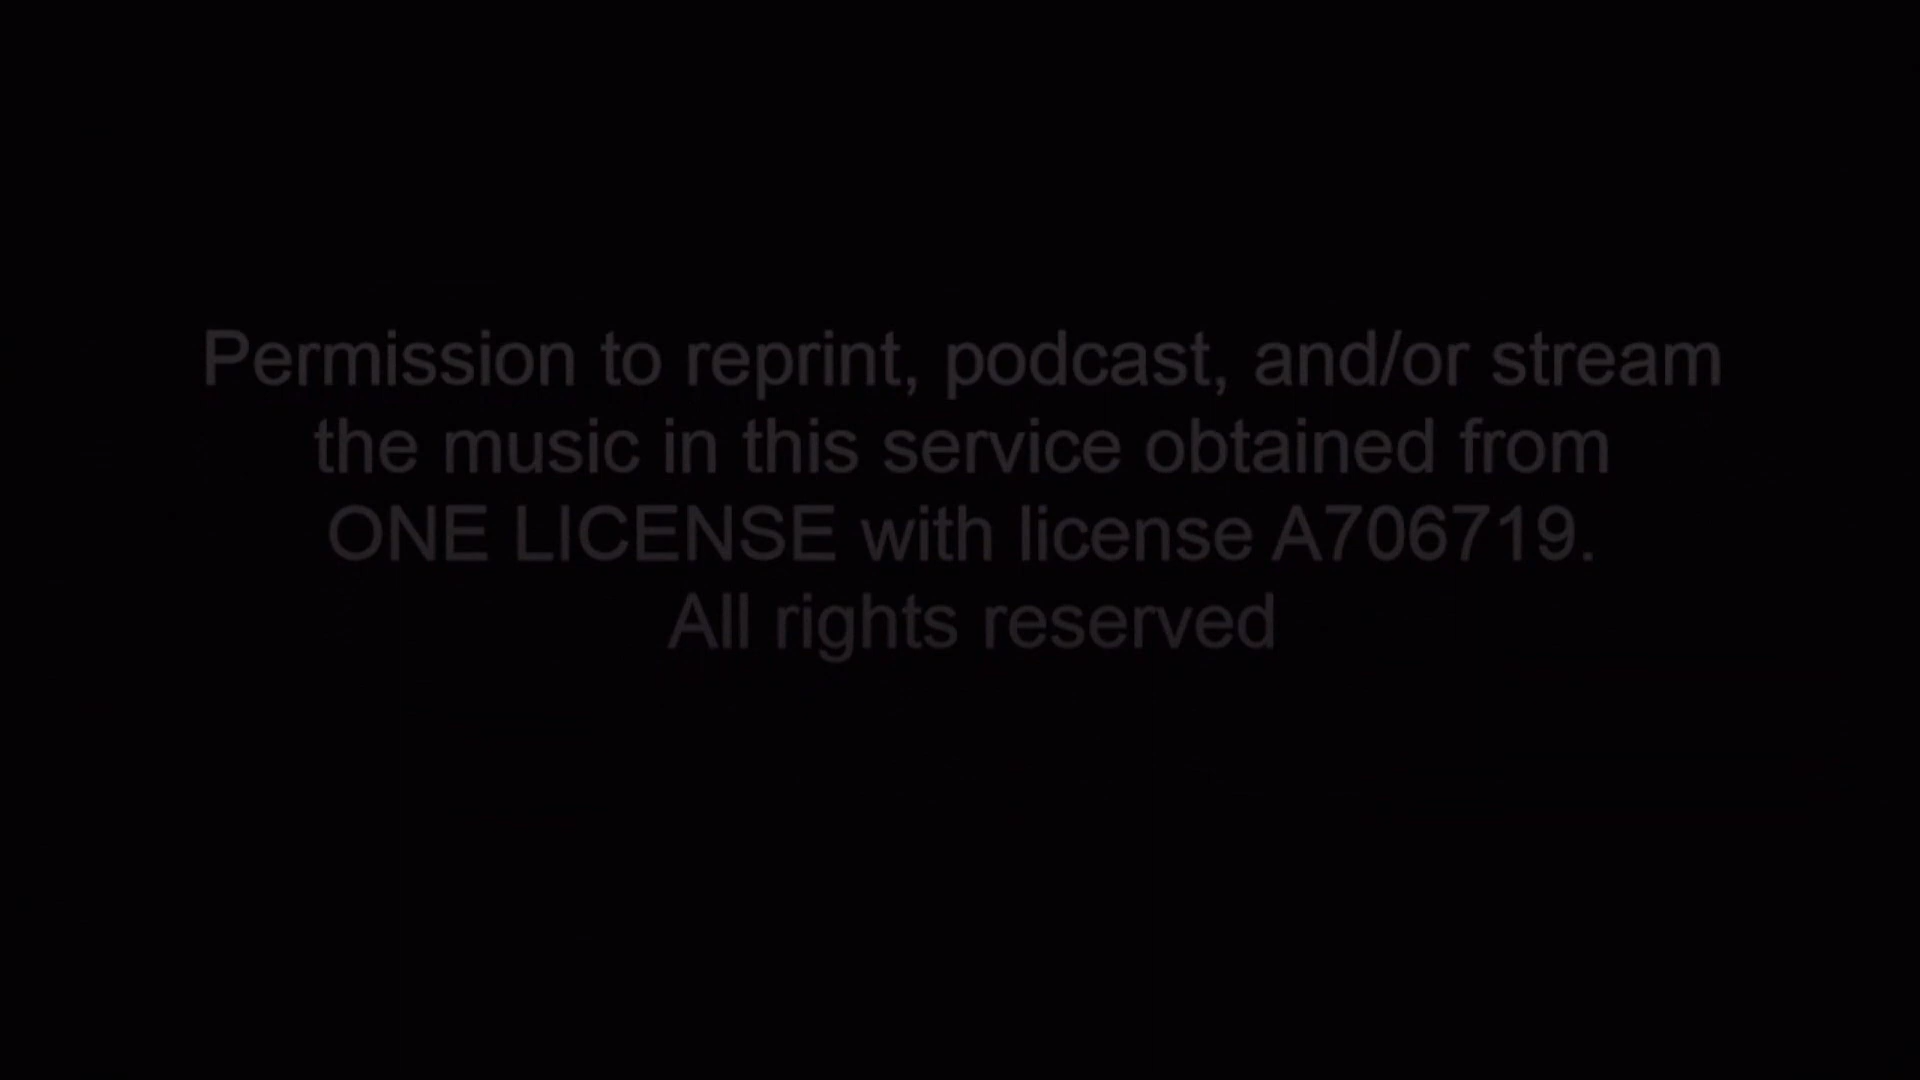 Permission to reprint, podcast, and/or stream
the music in this service obtained from
ONE LICENSE with license A706719.
All rights reserved